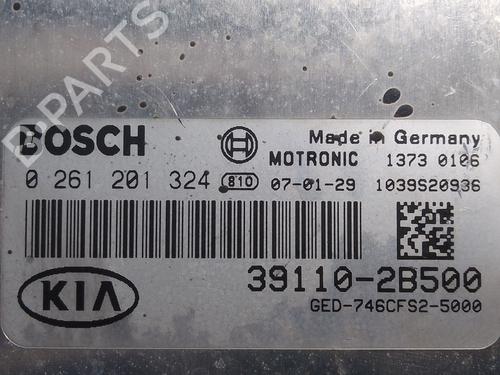 B-PARTS
BOSCH
Made in Germany
MOTRONIC 1373 0106
0 261 201 324 810 07-01-29 1039S20936
39110-2B500
KIA
GED-746CFS2-5000